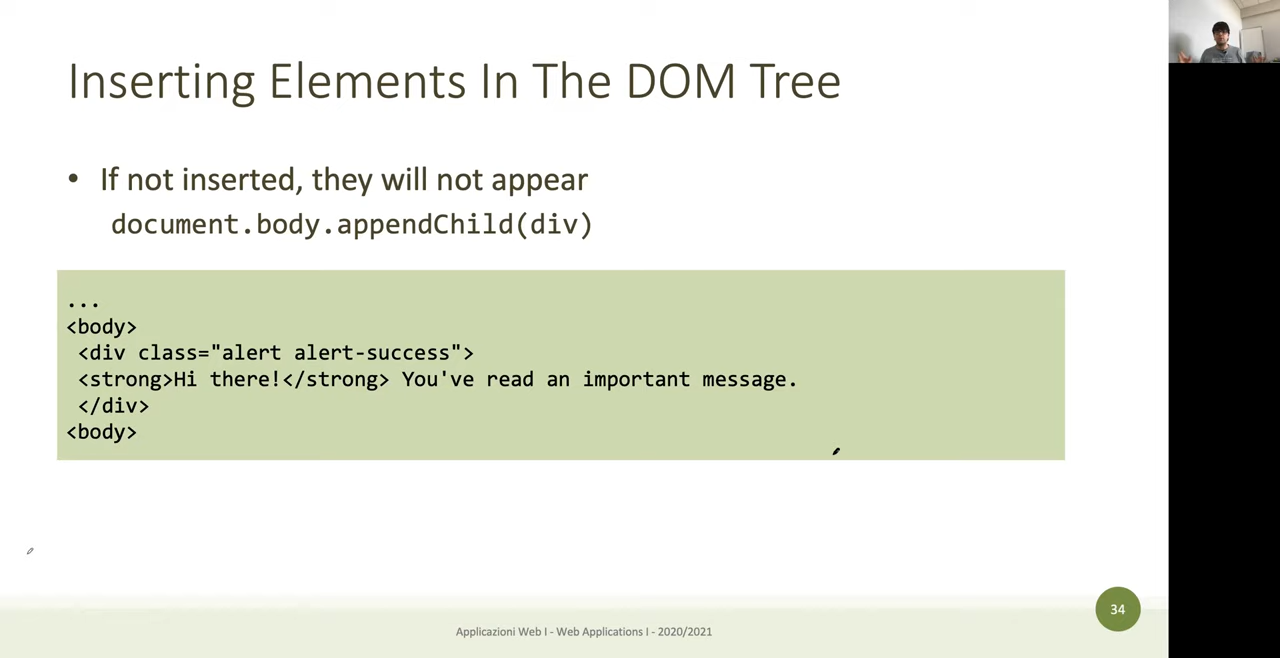 Inserting Elements In The DOM Tree
• If not inserted, they will not appear
document.body.appendChild(div)
...
<body>
<div class="alert alert-success">
<strong>Hi there!</strong> You've read an important message.
</div>
<body>
34
Applicazioni Web I - Web Applications I - 2020/2021